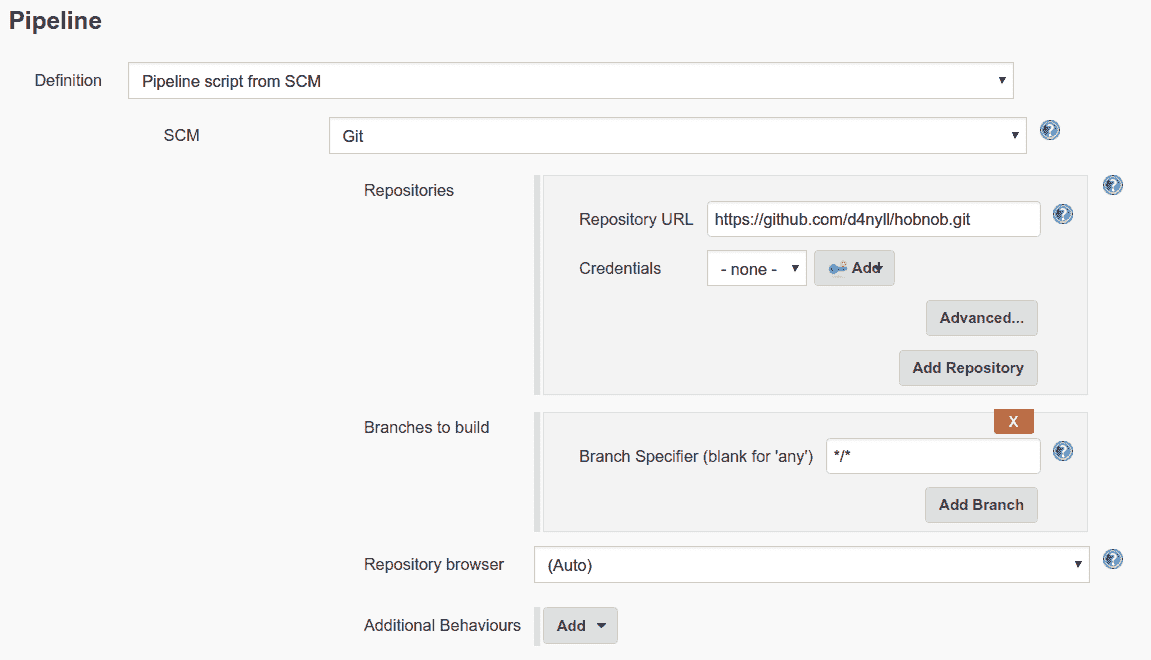 Pipeline
Definition Pipeline script from SCM
SCM Git
Repositories
Repository URL https://github.com/d4nyll/hobnob.git
Credentials - none - Add
Advanced...
Add Repository
Branches to build
X
Branch Specifier (blank for 'any') */*
Add Branch
Repository browser (Auto)
Additional Behaviours Add